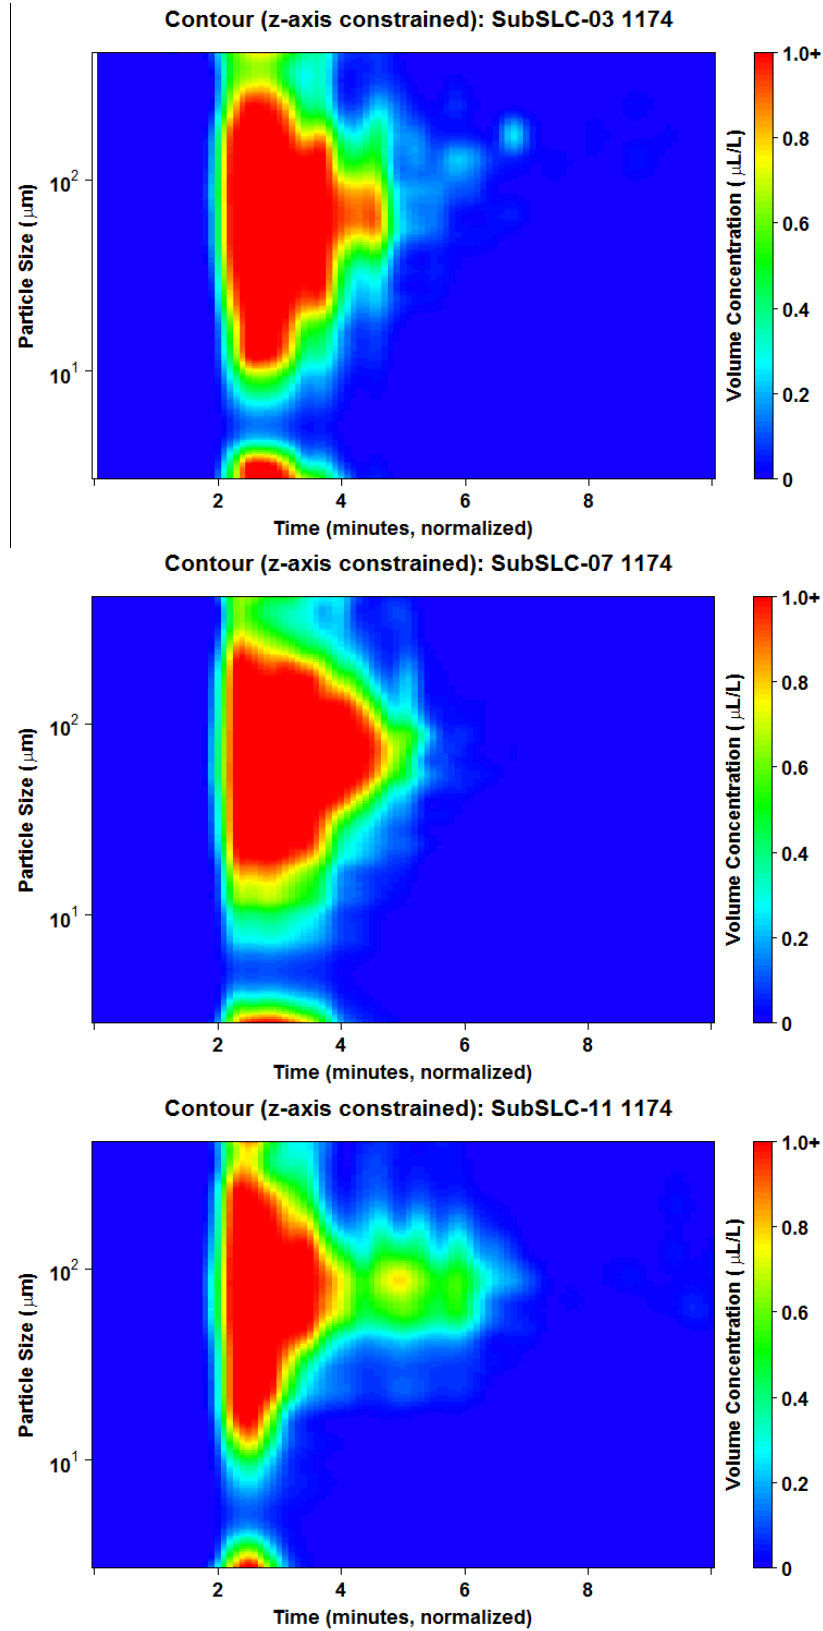 Contour (z-axis constrained): SubSLC-03 1174
Particle Size (μm)
10²
10¹
2 4 6 8
Time (minutes, normalized)
Volume Concentration ( μL/L)
1.0+
0.8
0.6
0.4
0.2
0
Contour (z-axis constrained): SubSLC-07 1174
Particle Size (μm)
10²
10¹
2 4 6 8
Time (minutes, normalized)
Volume Concentration ( μL/L)
1.0+
0.8
0.6
0.4
0.2
0
Contour (z-axis constrained): SubSLC-11 1174
Particle Size (μm)
10²
10¹
2 4 6 8
Time (minutes, normalized)
Volume Concentration ( μL/L)
1.0+
0.8
0.6
0.4
0.2
0